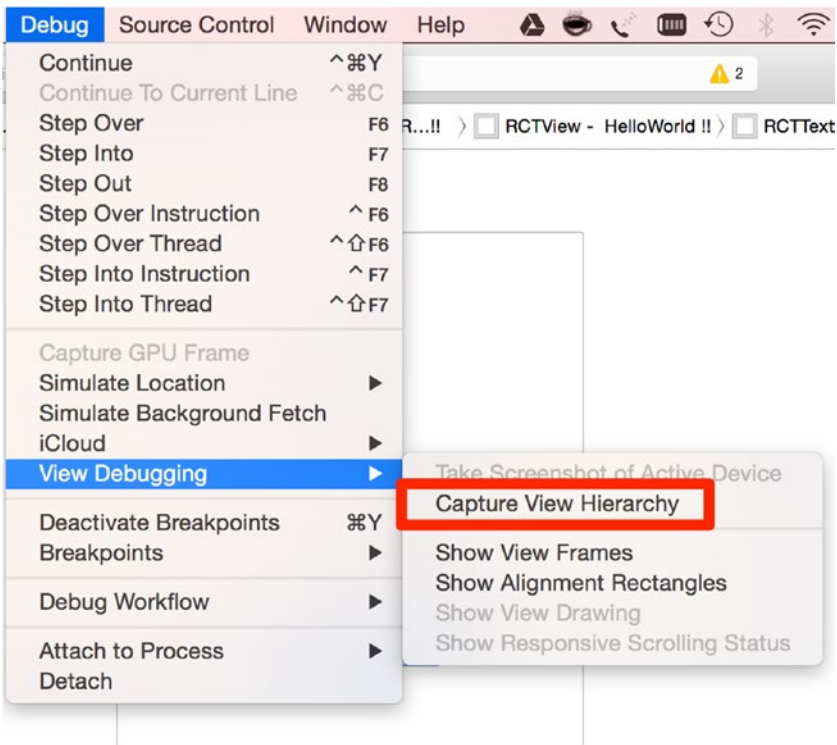 Debug Source Control Window Help
Continue ^⌘Y
2
Continue To Current Line ^⌘C
Step Over F6
R...!! 〉 RCTView - HelloWorld !! 〉 RCTText
Step Into F7
Step Out F8
Step Over Instruction ^ F6
Step Over Thread ^⇧F6
Step Into Instruction ^ F7
Step Into Thread ^⇧F7
Capture GPU Frame
Simulate Location ▶
Simulate Background Fetch
iCloud ▶
View Debugging ▶
Take Screenshot of Active Device
Capture View Hierarchy
Deactivate Breakpoints ⌘Y
Breakpoints ▶
Show View Frames
Show Alignment Rectangles
Debug Workflow ▶
Show View Drawing
Show Responsive Scrolling Status
Attach to Process ▶
Detach